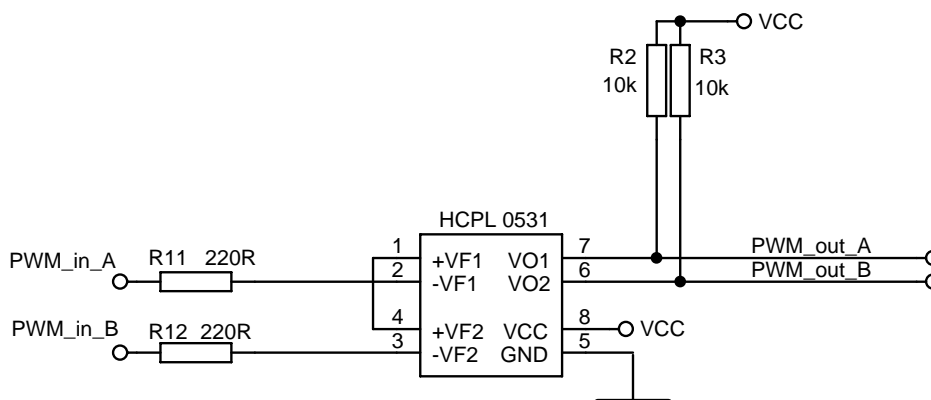 VCC
R2 R3
10k 10k
HCPL 0531
PWM_in_A R11 220R 1 +VF1 VO1 7 PWM_out_A
2 -VF1 VO2 6 PWM_out_B
PWM_in_B R12 220R 4 +VF2 VCC 8 VCC
3 -VF2 GND 5